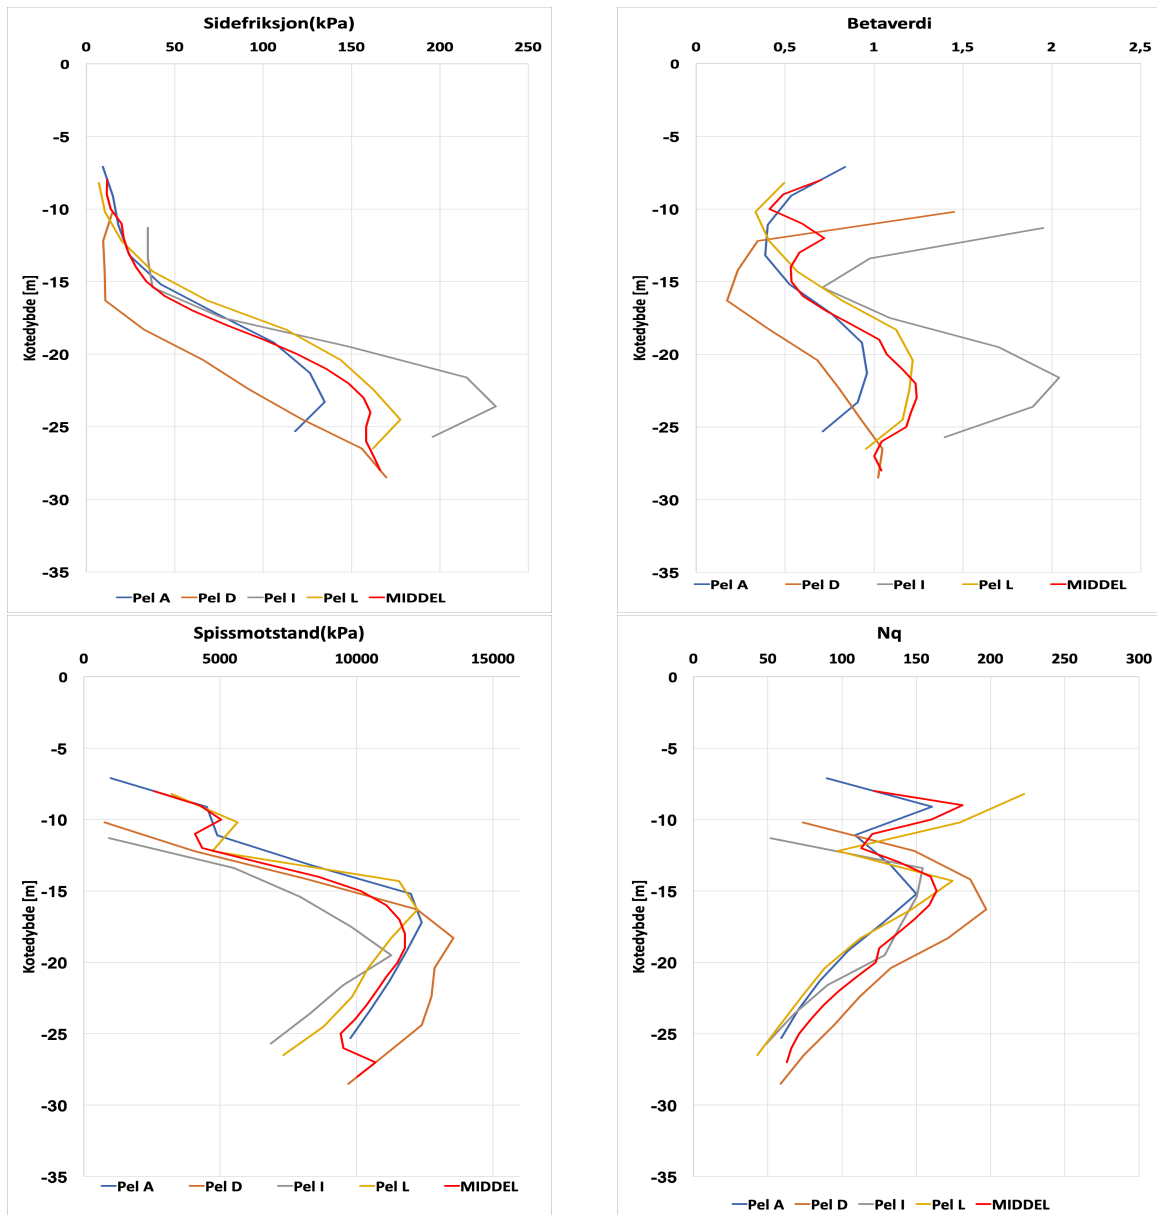 Sidefriksjon(kPa)
0 50 100 150 200 250
0
-5
-10
-15
-20
-25
-30
-35
Kotedybde [m]
Pel A Pel D Pel I Pel L MIDDEL
Betaverdi
0 0,5 1 1,5 2 2,5
0
-5
-10
-15
-20
-25
-30
-35
Kotedybde [m]
Pel A Pel D Pel I Pel L MIDDEL
Spissmotstand(kPa)
0 5000 10000 15000
0
-5
-10
-15
-20
-25
-30
-35
Kotedybde [m]
Pel A Pel D Pel I Pel L MIDDEL
Nq
0 50 100 150 200 250 300
0
-5
-10
-15
-20
-25
-30
-35
Kotedybde [m]
Pel A Pel D Pel I Pel L MIDDEL